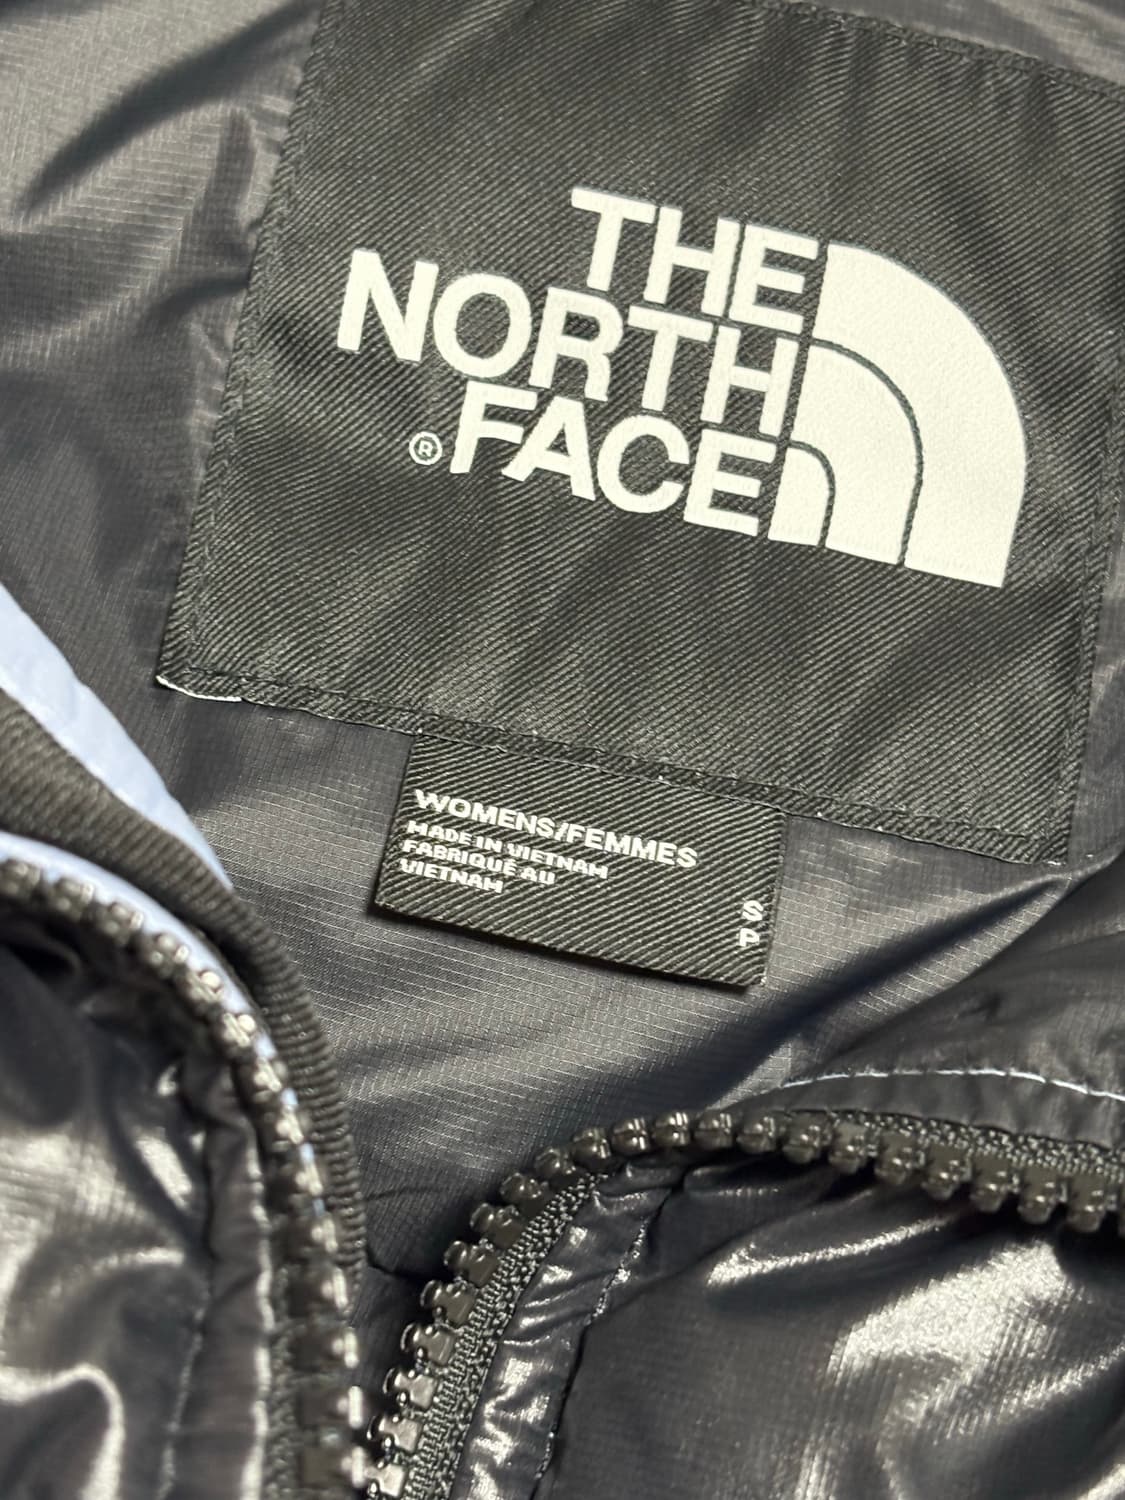 THE
NORTH
FACE
®
WOMENS/FEMMES
MADE IN VIETNAM
FABRIQUÉ AU
VIETNAM
S
P